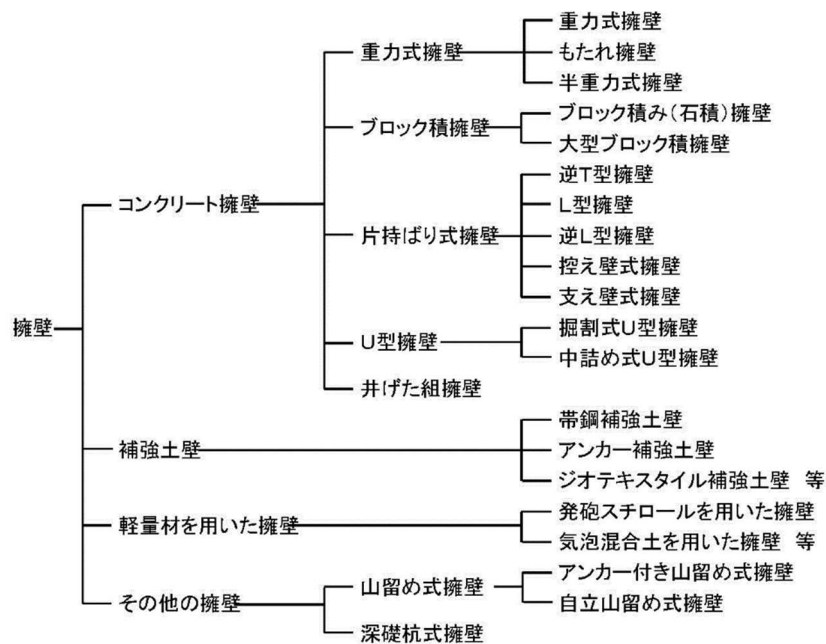 擁壁
コンクリート擁壁
重力式擁壁
重力式擁壁
もたれ擁壁
半重力式擁壁
ブロック積擁壁
ブロック積み(石積)擁壁
大型ブロック積擁壁
片持ばり式擁壁
逆T型擁壁
L型擁壁
逆L型擁壁
控え壁式擁壁
支え壁式擁壁
U型擁壁
掘割式U型擁壁
中詰め式U型擁壁
井げた組擁壁
補強土壁
帯鋼補強土壁
アンカー補強土壁
ジオテキスタイル補強土壁 等
軽量材を用いた擁壁
発砲スチロールを用いた擁壁
気泡混合土を用いた擁壁 等
その他の擁壁
山留め式擁壁
アンカー付き山留め式擁壁
自立山留め式擁壁
深礎杭式擁壁